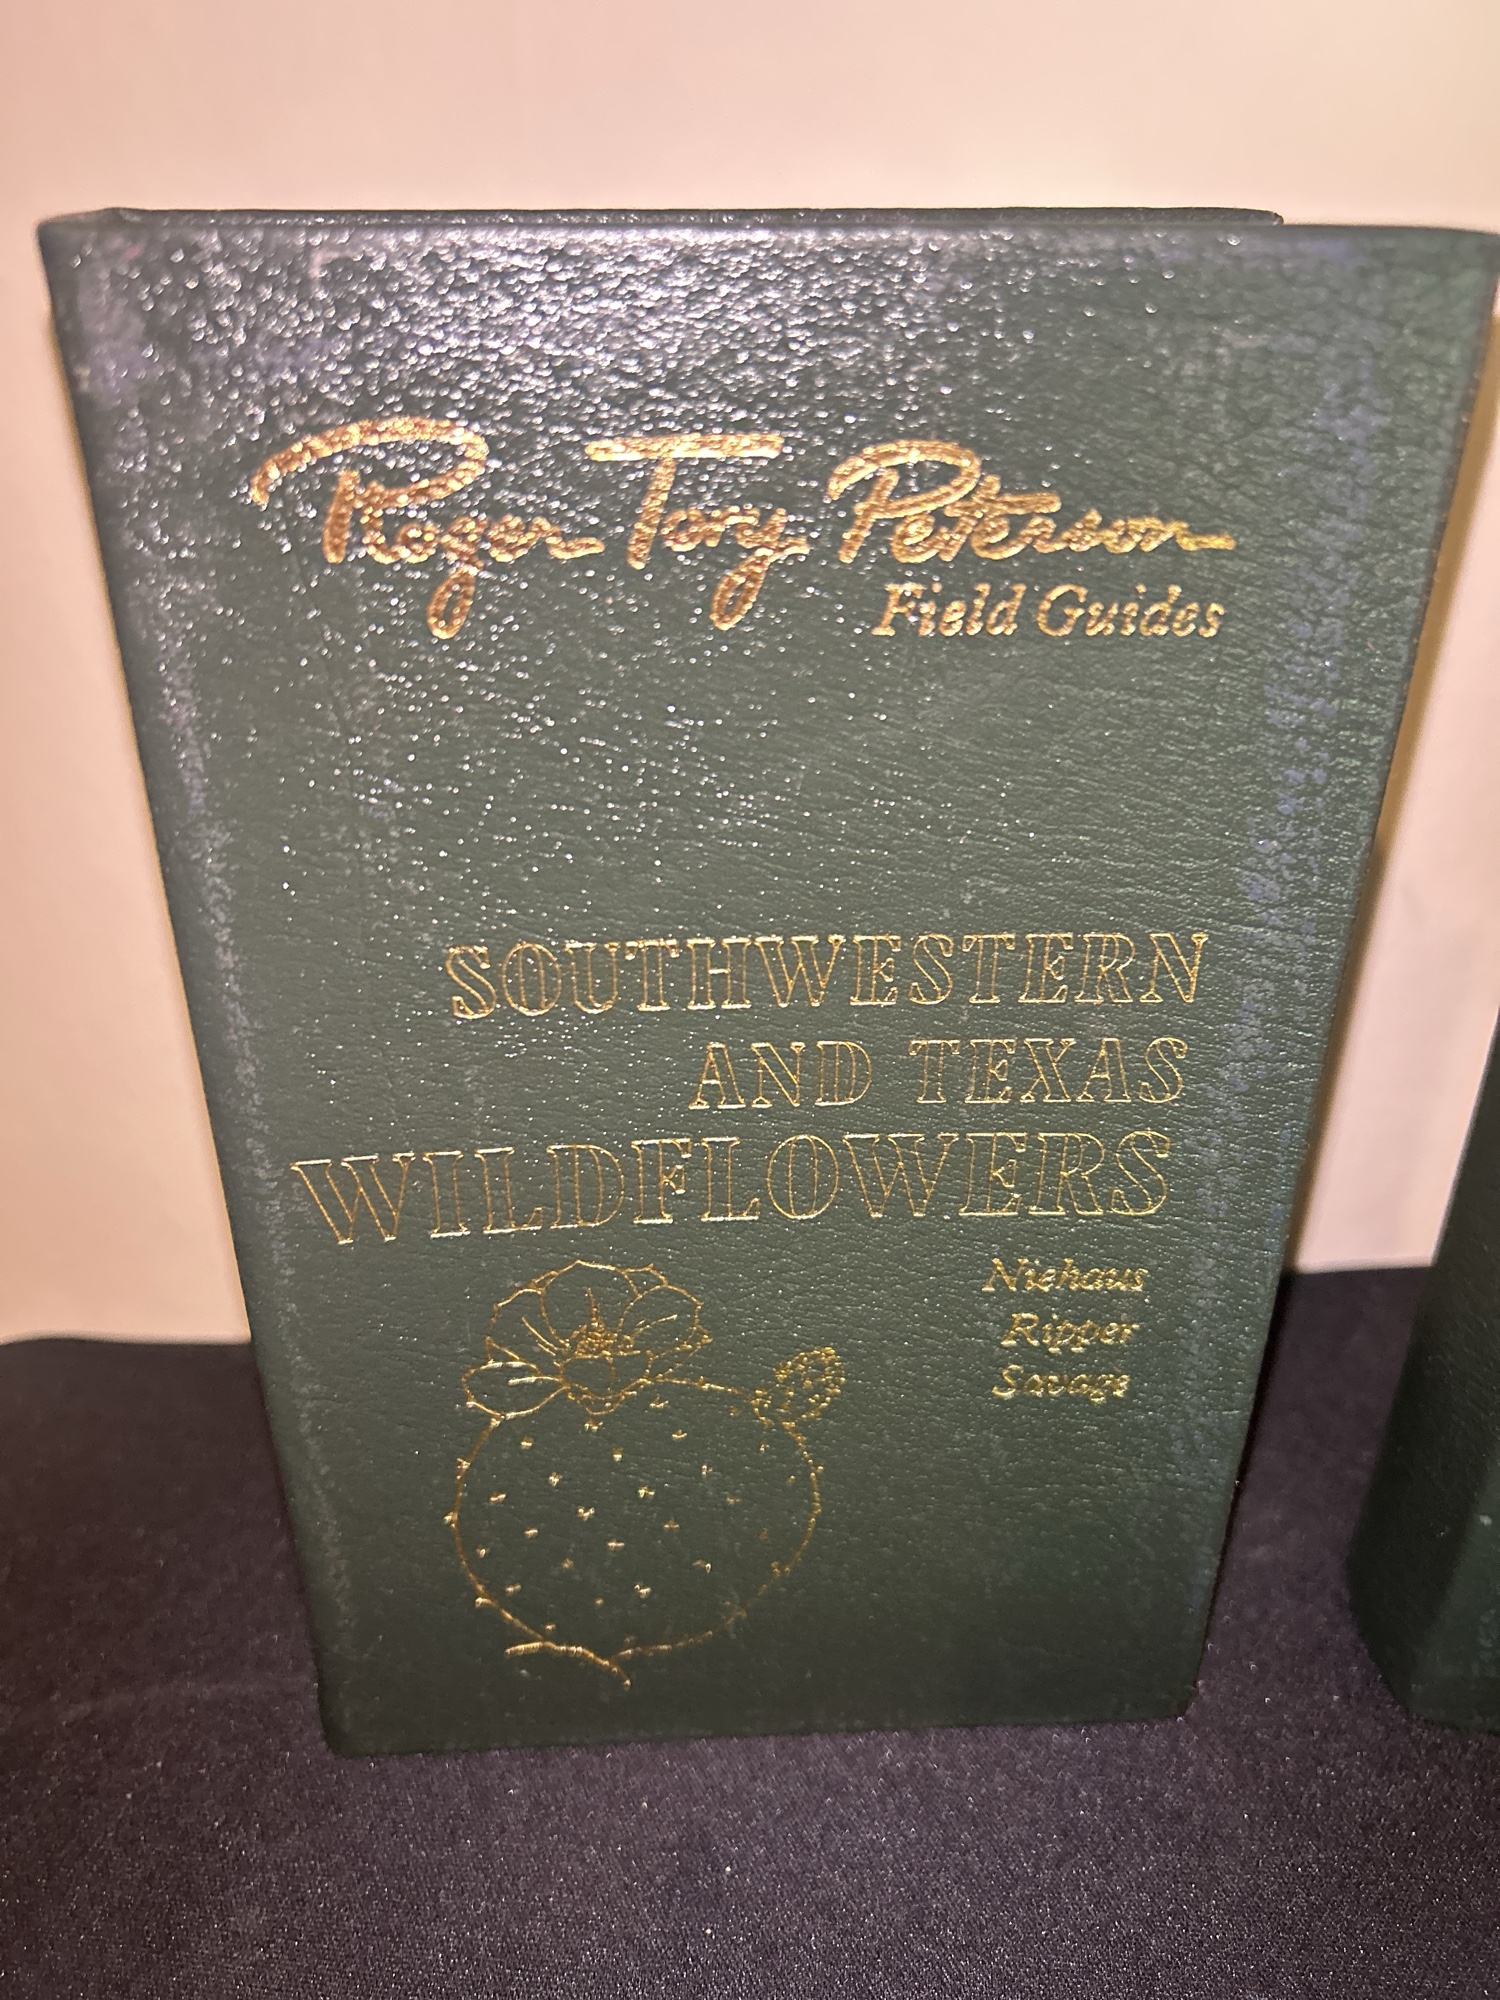 Roger Tory Peterson
Field Guides
SOUTHWESTERN
AND TEXAS
WILDFLOWERS
Niehaus
Ripper
Savage